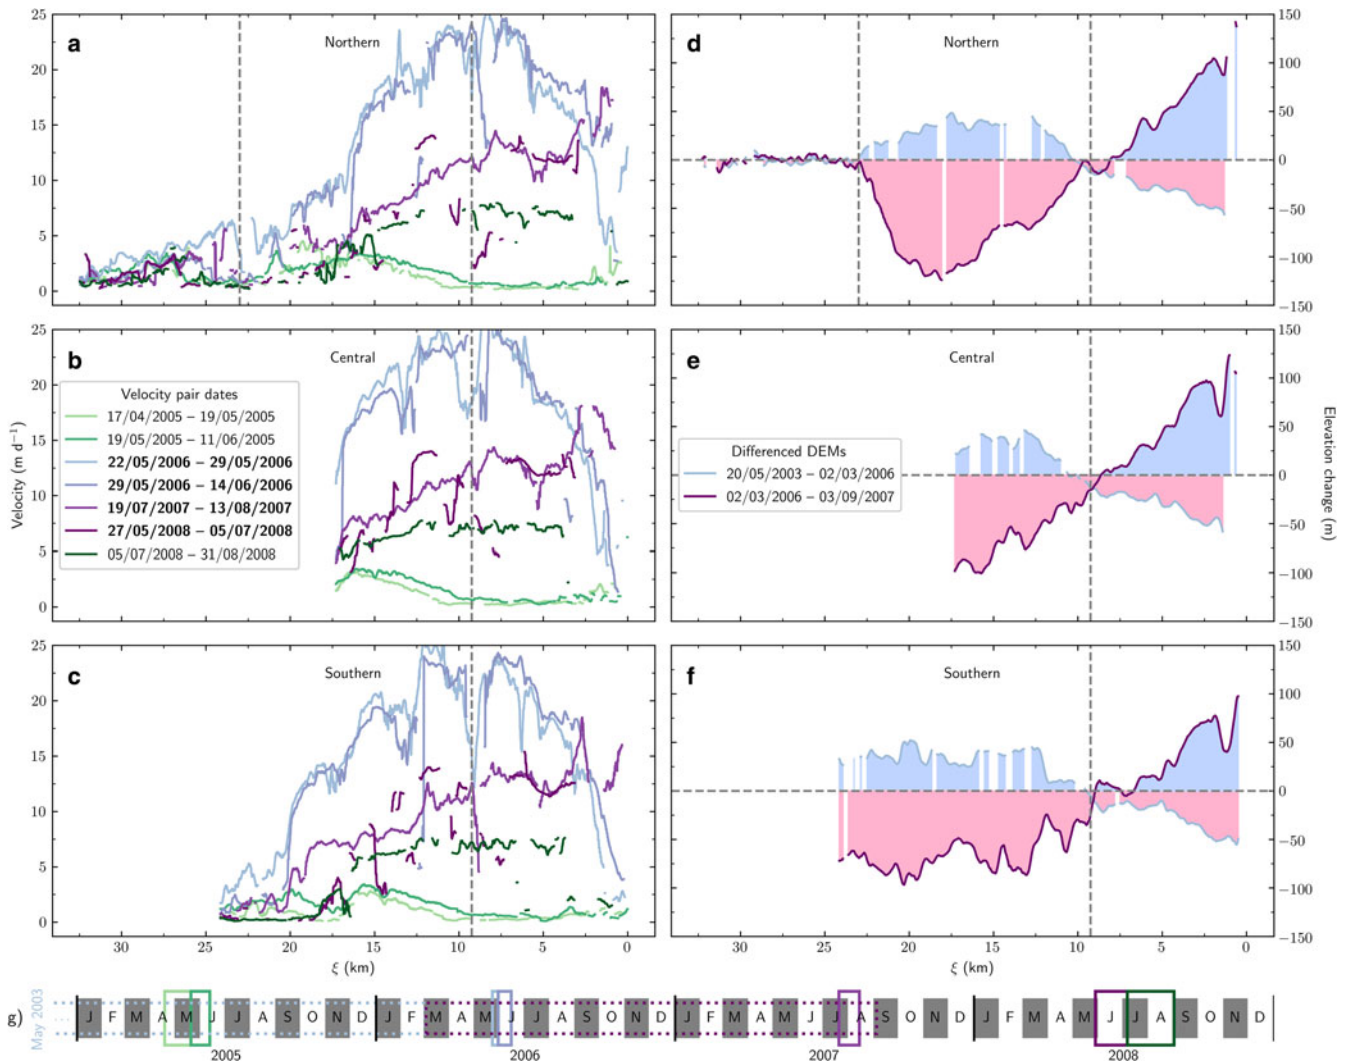 a
Northern
25
20
15
10
5
0
d
Northern
150
100
50
0
−50
−100
−150
b
Central
25
20
15
10
5
0
Velocity (m d⁻¹)
Velocity pair dates
17/04/2005 − 19/05/2005
19/05/2005 − 11/06/2005
22/05/2006 − 29/05/2006
29/05/2006 − 14/06/2006
19/07/2007 − 13/08/2007
27/05/2008 − 05/07/2008
05/07/2008 − 31/08/2008
e
Central
150
100
50
0
−50
−100
−150
Elevation change (m)
Differenced DEMs
20/05/2003 − 02/03/2006
02/03/2006 − 03/09/2007
c
Southern
25
20
15
10
5
0
30 25 20 15 10 5 0
ξ (km)
f
Southern
150
100
50
0
−50
−100
−150
30 25 20 15 10 5 0
ξ (km)
g)
May 2003
J F M A M J J A S O N D J F M A M J J A S O N D J F M A M J J A S O N D J F M A M J J A S O N D
2005 2006 2007 2008